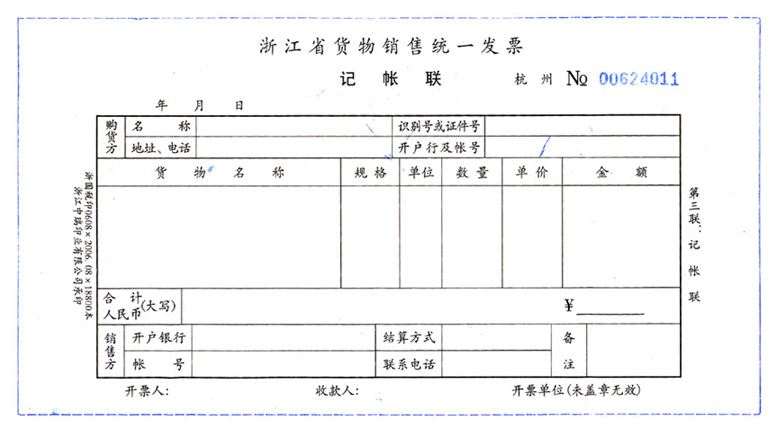 浙江省货物销售统一发票
记帐联
杭州 № 00624011
年 月 日
购货方 名称 识别号或证件号
地址、电话 开户行及帐号
货物名称 规格 单位 数量 单价 金额
合计人民币(大写) ¥
销售方 开户银行 结算方式 备注
帐号 联系电话
开票人: 收款人: 开票单位(未盖章无效)
浙国税印0608×2006.08×18800本
浙江中瑞印业有限公司承印
第三联:记帐联